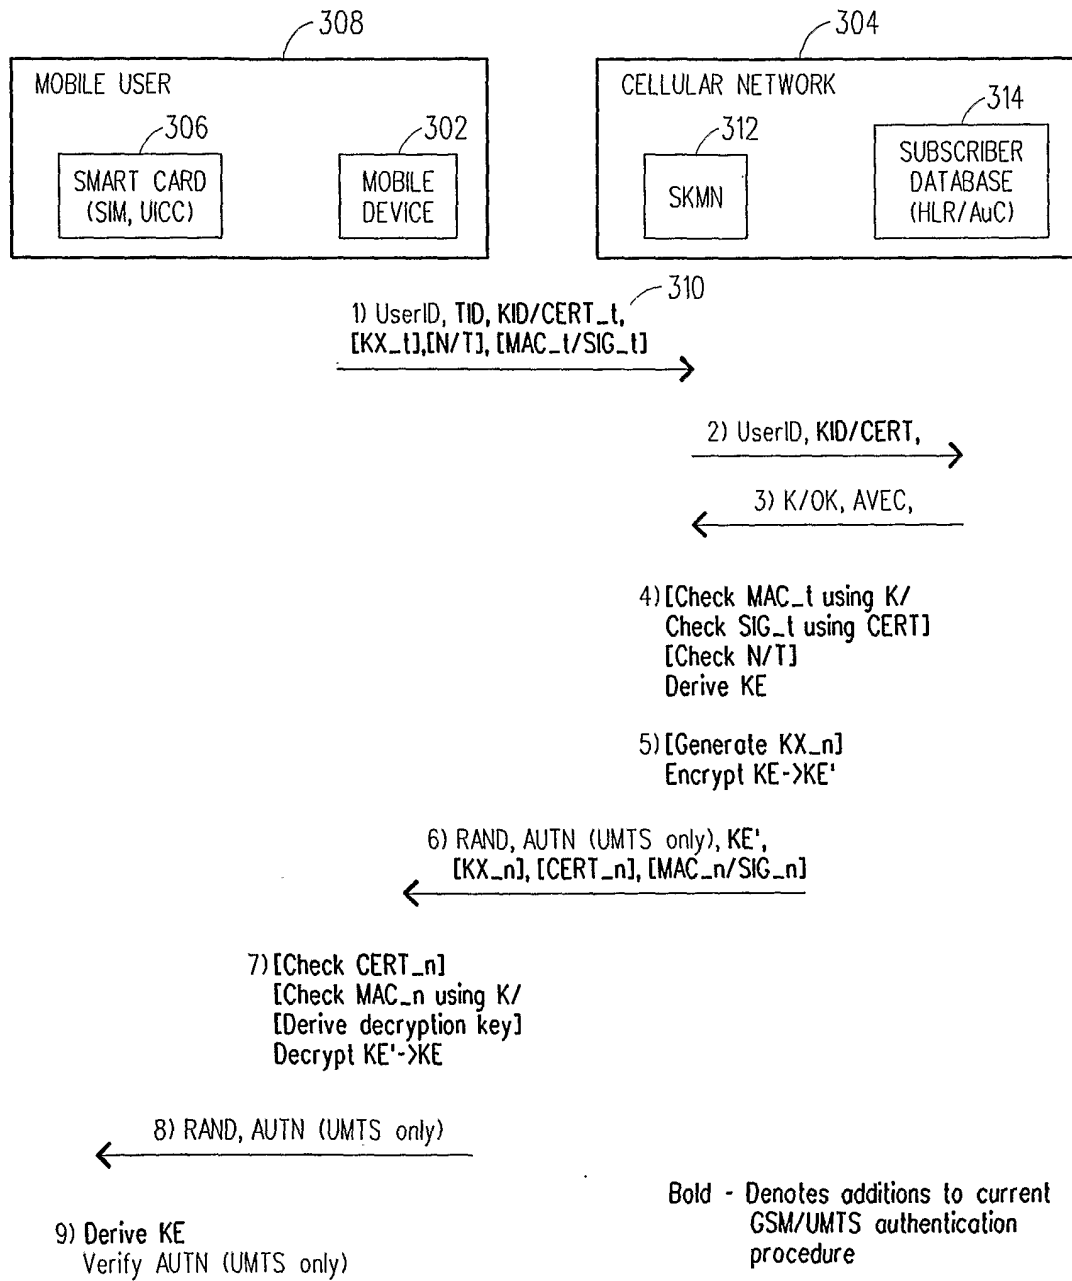 308
304
MOBILE USER
CELLULAR NETWORK
306
302
312
314
SMART CARD
(SIM, UICC)
MOBILE
DEVICE
SKMN
SUBSCRIBER
DATABASE
(HLR/AuC)
310
1) UserID, TID, KID/CERT_t,
[KX_t],[N/T], [MAC_t/SIG_t]
2) UserID, KID/CERT,
3) K/OK, AVEC,
4) [Check MAC_t using K/
Check SIG_t using CERT]
[Check N/T]
Derive KE
5) [Generate KX_n]
Encrypt KE->KE'
6) RAND, AUTN (UMTS only), KE',
[KX_n], [CERT_n], [MAC_n/SIG_n]
7) [Check CERT_n]
[Check MAC_n using K/
[Derive decryption key]
Decrypt KE'->KE
8) RAND, AUTN (UMTS only)
9) Derive KE
Verify AUTN (UMTS only)
Bold - Denotes additions to current
GSM/UMTS authentication
procedure